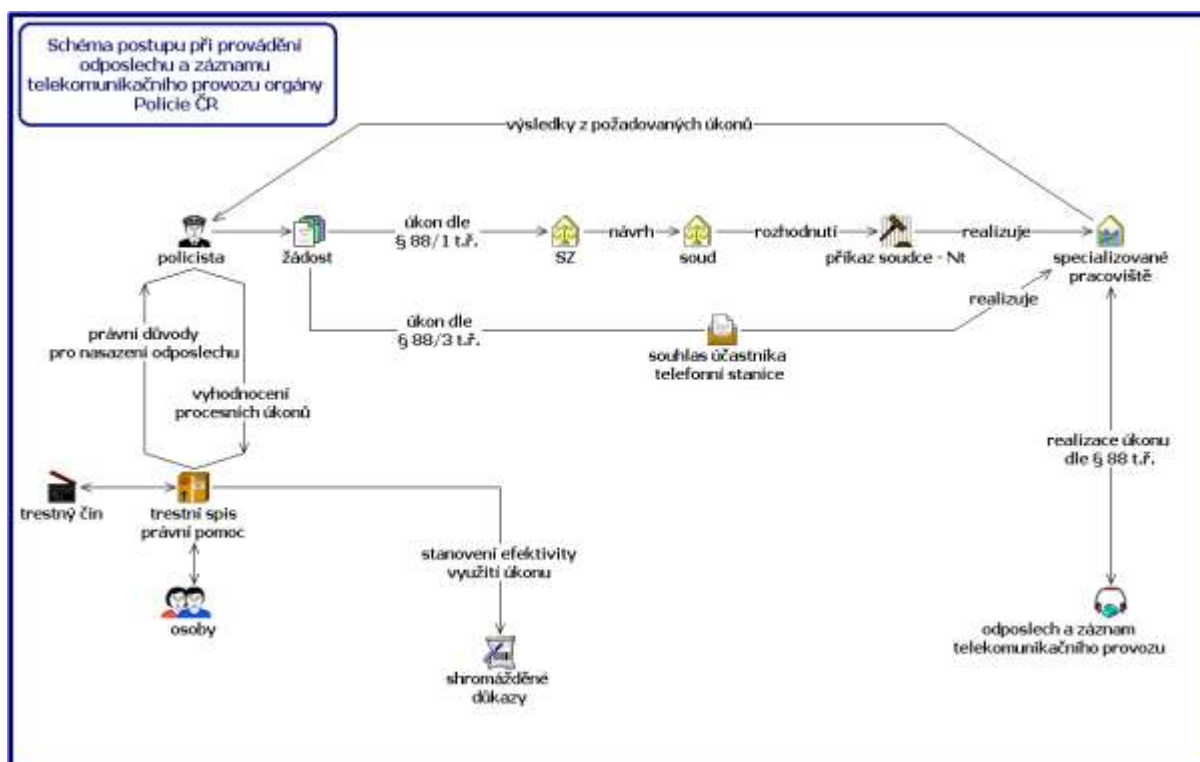 Schéma postupu při provádění
odposlechu a záznamu
telekomunikačního provozu orgány
Policie ČR
výsledky z požadovaných úkonů
policista
žádost
úkon dle
§ 88/1 t.ř.
SZ
návrh
soud
rozhodnutí
příkaz soudce - Nt
realizuje
specializované
pracoviště
úkon dle
§ 88/3 t.ř.
souhlas účastníka
telefonní stanice
realizuje
právní důvody
pro nasazení odposlechu
vyhodnocení
procesních úkonů
realizace úkonu
dle § 88 t.ř.
trestný čin
trestní spis
právní pomoc
stanovení efektivity
využití úkonu
osoby
shromážděné
důkazy
odposlech a záznam
telekomunikačního provozu